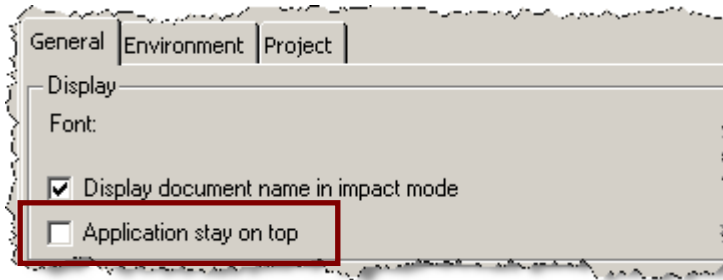 General Environment Project
Display
Font:
Display document name in impact mode
Application stay on top